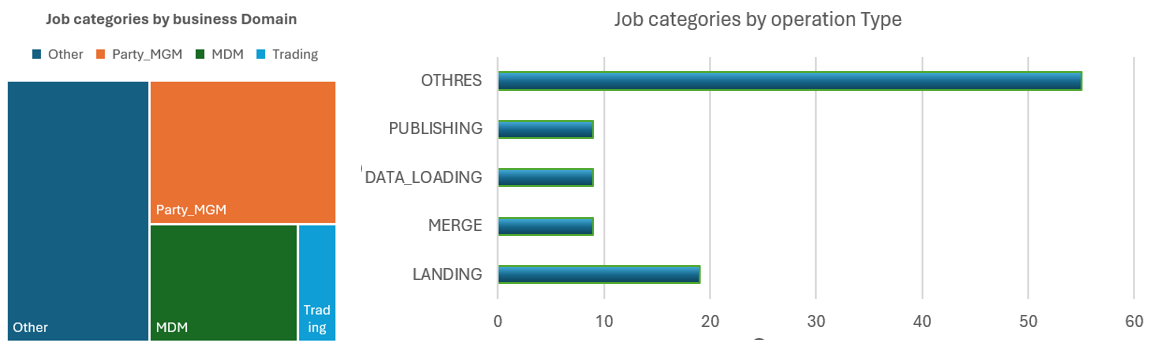 Job categories by business Domain
Other Party_MGM MDM Trading
Party_MGM
Other
MDM
Trad
ing
Job categories by operation Type
OTHRES
PUBLISHING
DATA_LOADING
MERGE
LANDING
0 10 20 30 40 50 60